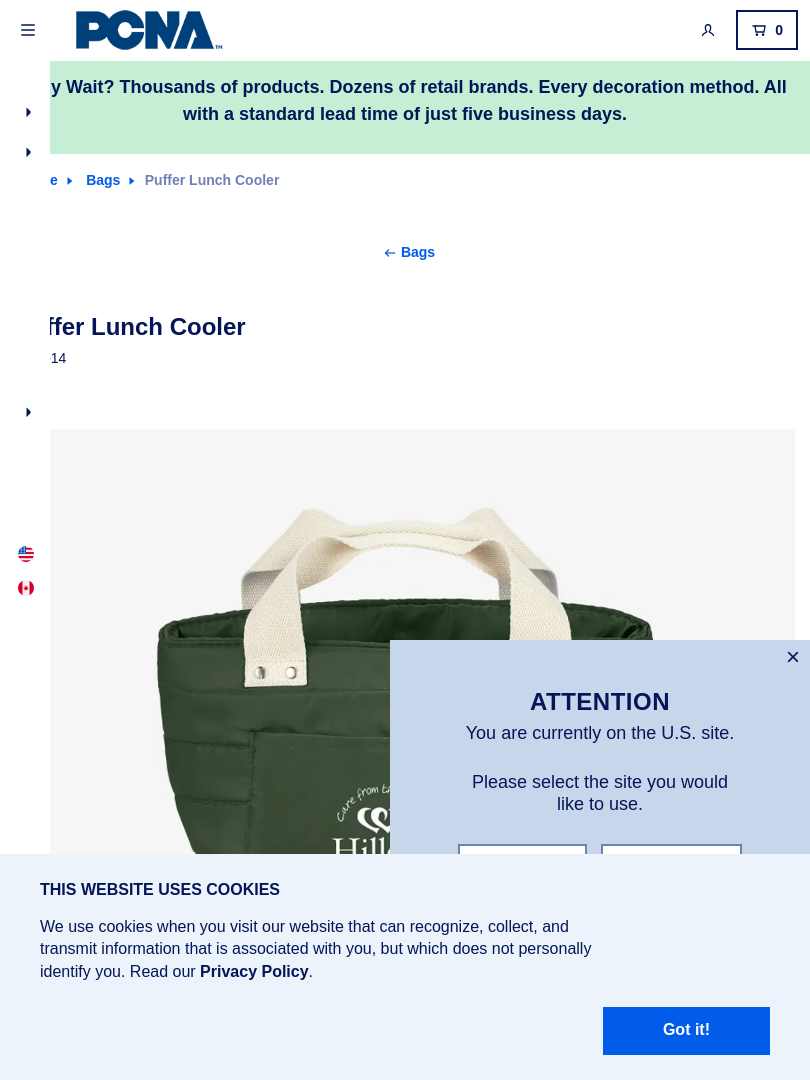 PCNA™
0
y Wait? Thousands of products. Dozens of retail brands. Every decoration method. All
with a standard lead time of just five business days.
e Bags Puffer Lunch Cooler
← Bags
ffer Lunch Cooler
14
Care from
Hill
ATTENTION
You are currently on the U.S. site.
Please select the site you would
like to use.
THIS WEBSITE USES COOKIES
We use cookies when you visit our website that can recognize, collect, and
transmit information that is associated with you, but which does not personally
identify you. Read our Privacy Policy.
Got it!